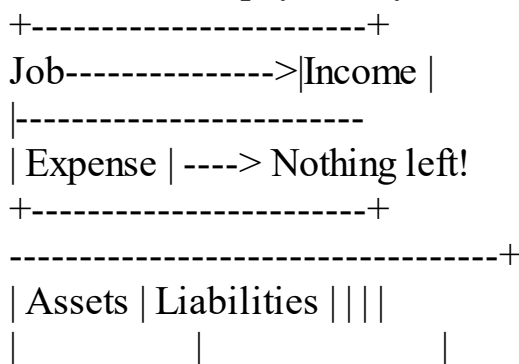 +------------------------+
Job--------------->|Income |
|-------------------------
| Expense | ----> Nothing left!
+------------------------+
-----------------------------------+
| Assets | Liabilities | | | |
| | |